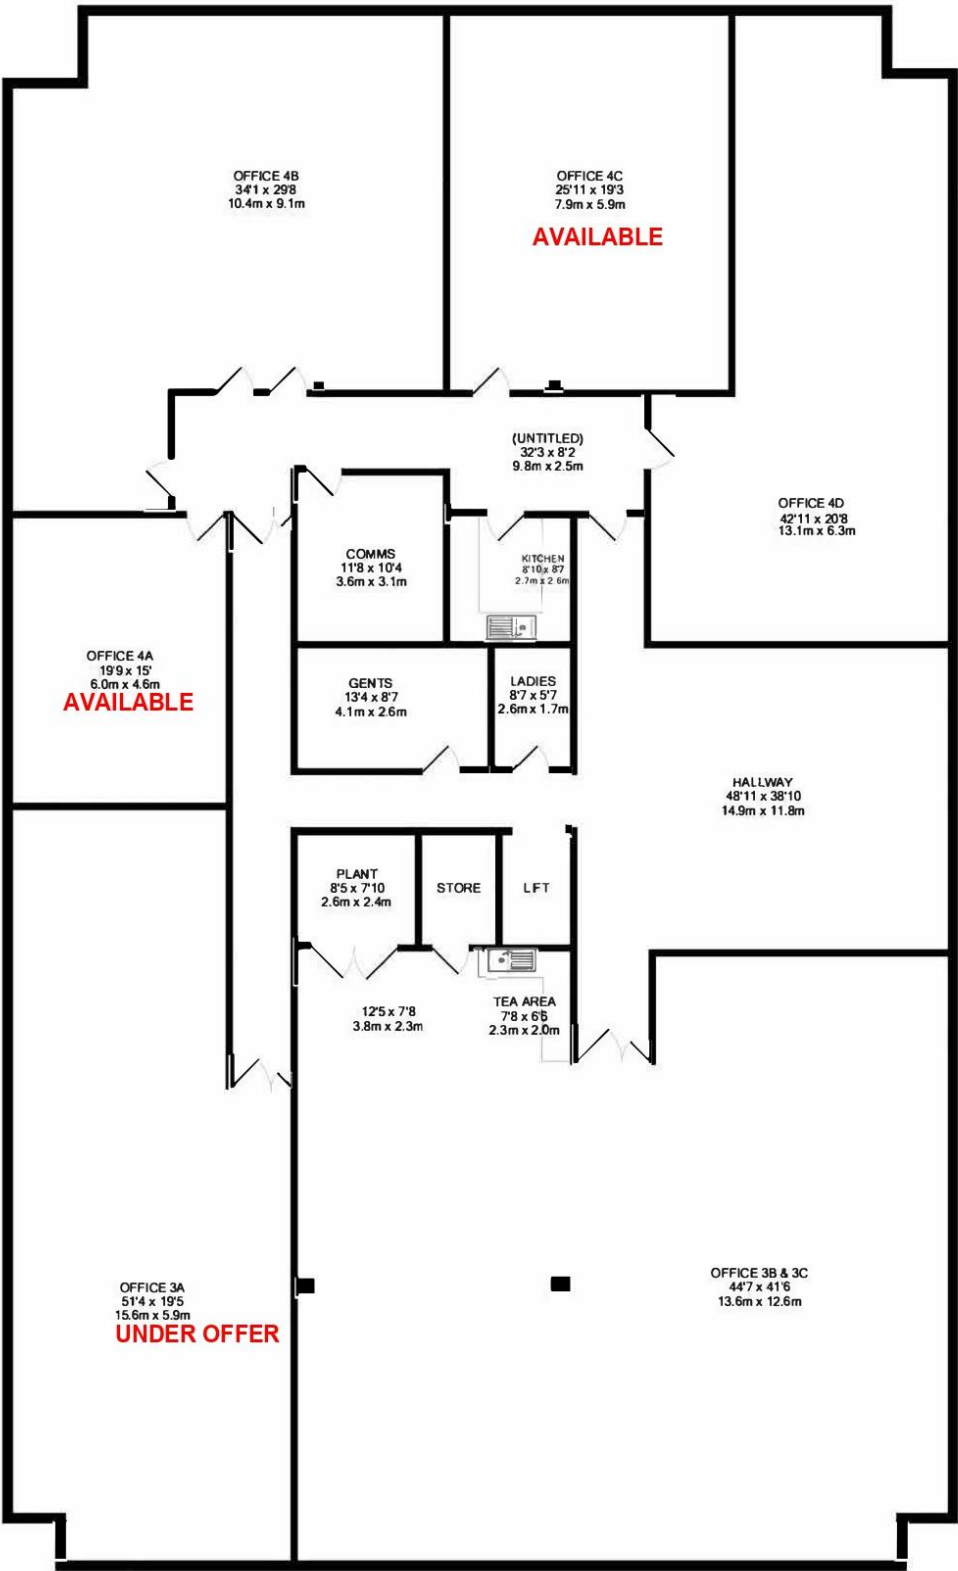 OFFICE 4B
34'1 x 29'8
10.4m x 9.1m
OFFICE 4C
25'11 x 19'3
7.9m x 5.9m
AVAILABLE
(UNTITLED)
32'3 x 8'2
9.8m x 2.5m
OFFICE 4D
42'11 x 20'8
13.1m x 6.3m
COMMS
11'8 x 10'4
3.6m x 3.1m
KITCHEN
8'10 x 8'7
2.7m x 2.6m
OFFICE 4A
19'9 x 15'
6.0m x 4.6m
AVAILABLE
GENTS
13'4 x 8'7
4.1m x 2.6m
LADIES
8'7 x 5'7
2.6m x 1.7m
HALLWAY
48'11 x 38'10
14.9m x 11.8m
PLANT
8'5 x 7'10
2.6m x 2.4m
STORE
LIFT
12'5 x 7'8
3.8m x 2.3m
TEA AREA
7'8 x 6'6
2.3m x 2.0m
OFFICE 3A
51'4 x 19'5
15.6m x 5.9m
UNDER OFFER
OFFICE 3B & 3C
44'7 x 41'6
13.6m x 12.6m